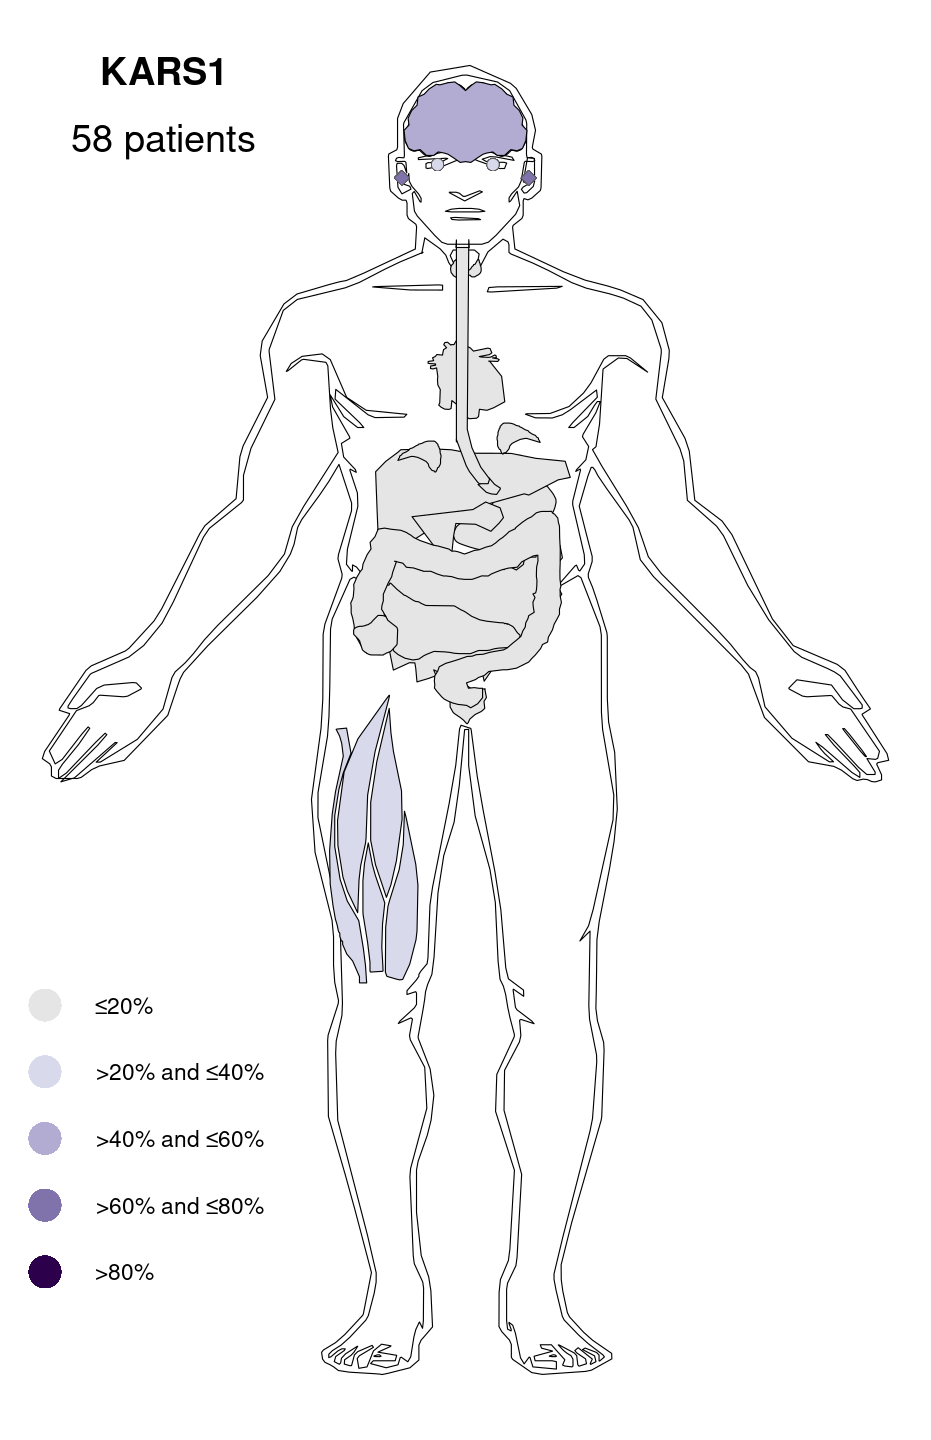 KARS1
58 patients
≤20%
>20% and ≤40%
>40% and ≤60%
>60% and ≤80%
>80%